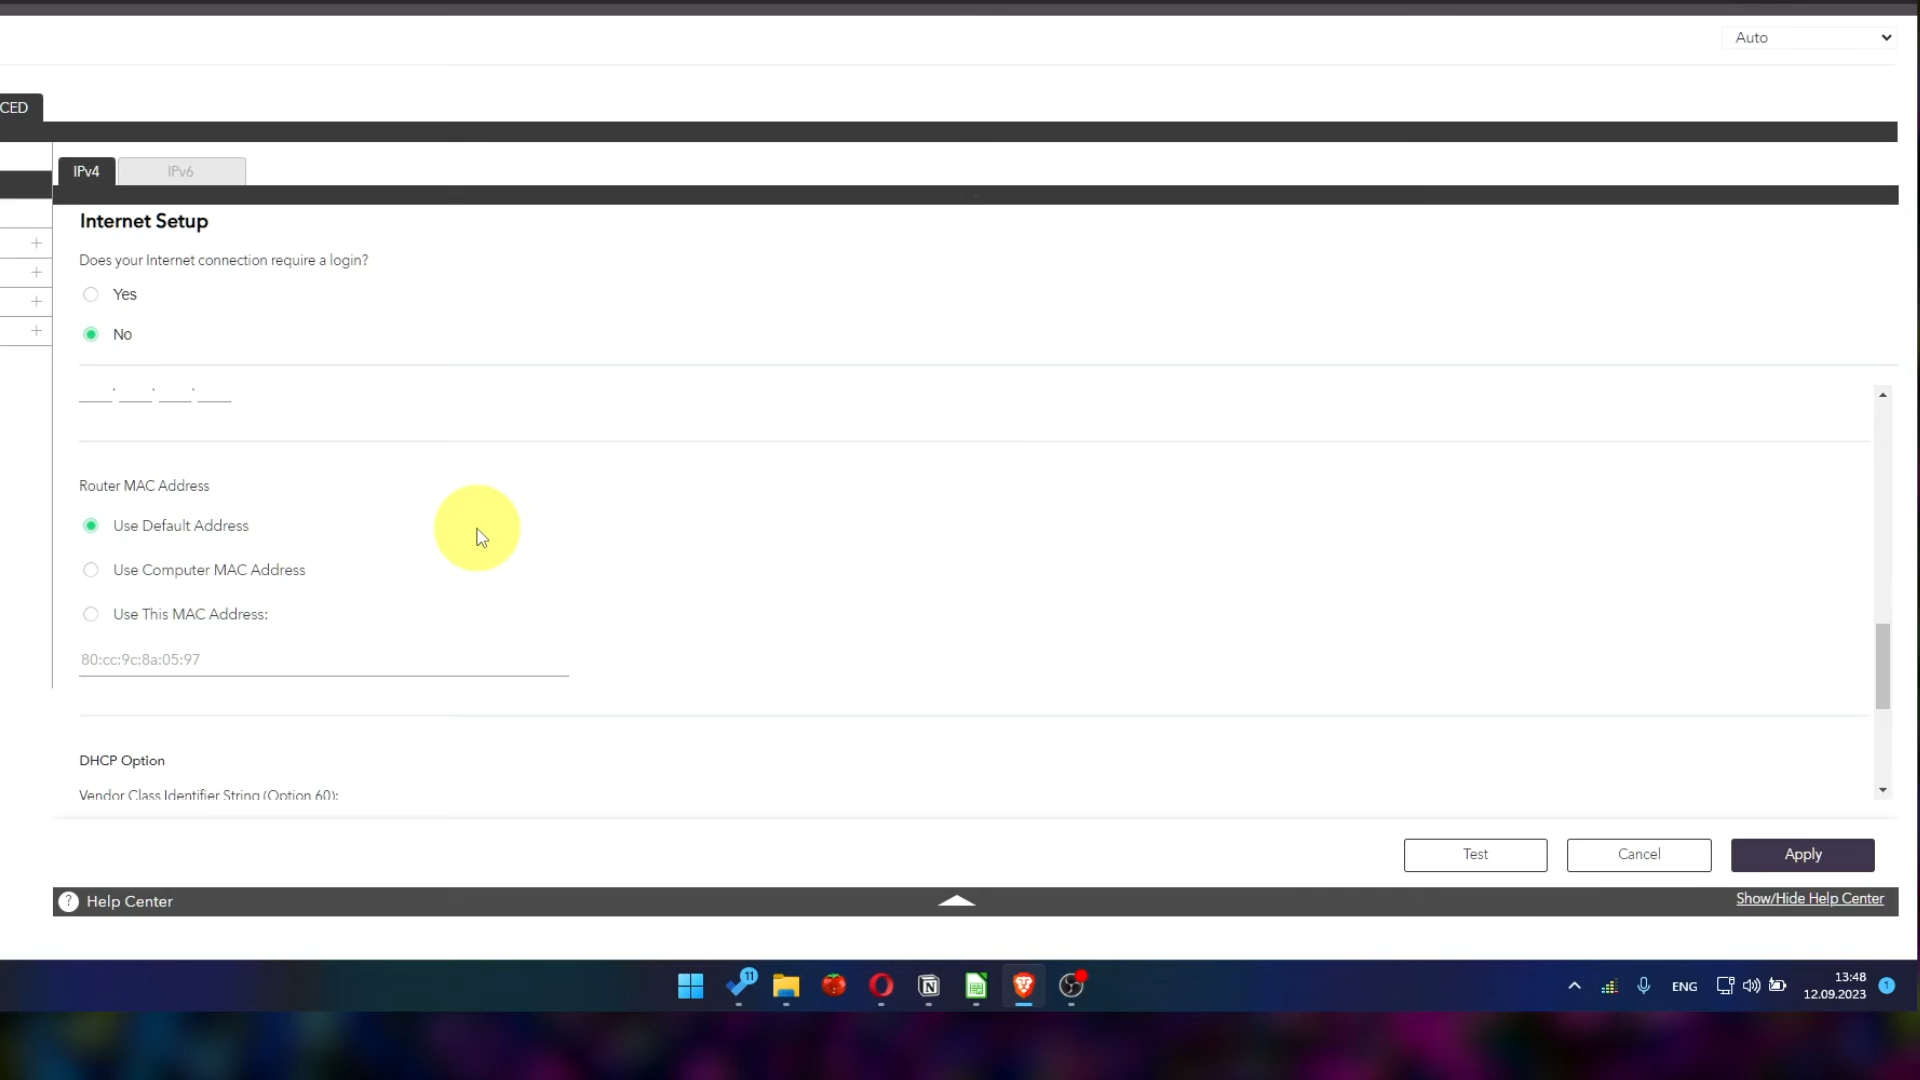 Auto
CED
IPv4
IPv6
Internet Setup
Does your Internet connection require a login?
Yes
No
Router MAC Address
Use Default Address
Use Computer MAC Address
Use This MAC Address:
80:cc:9c:8a:05:97
DHCP Option
Vendor Class Identifier String (Option 60):
Test
Cancel
Apply
? Help Center
Show/Hide Help Center
11
ENG
13:48
12.09.2023
1